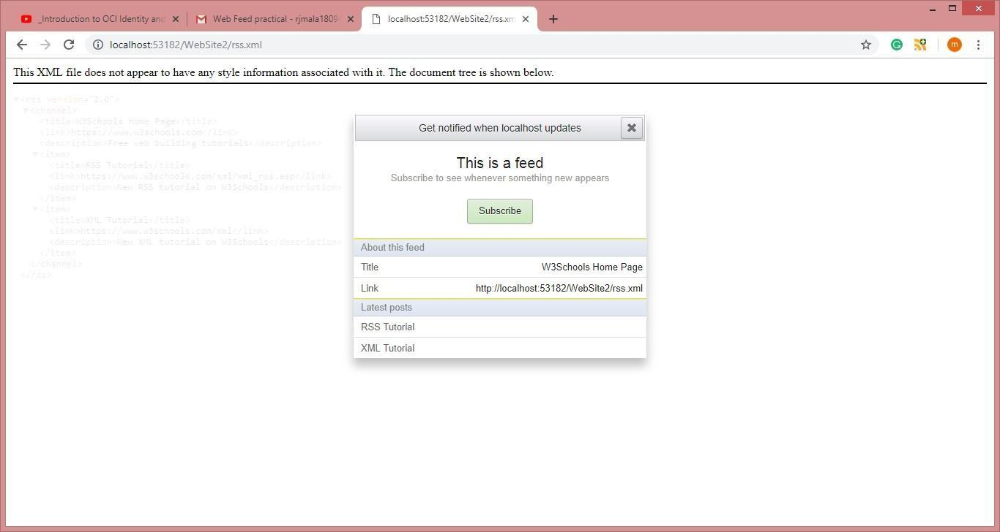 _Introduction to OCI Identity and
Web Feed practical - rjmala1809
localhost:53182/WebSite2/rss.xm
localhost:53182/WebSite2/rss.xml
m
This XML file does not appear to have any style information associated with it. The document tree is shown below.
<rss version="2.0">
<channel>
<title>W3Schools Home Page</title>
<link>https://www.w3schools.com</link>
<description>Free web building tutorials</description>
<item>
<title>RSS Tutorial</title>
<link>https://www.w3schools.com/xml/xml_rss.asp</link>
<description>New RSS tutorial on W3Schools</description>
</item>
<item>
<title>XML Tutorial</title>
<link>https://www.w3schools.com/xml</link>
<description>New XML tutorial on W3Schools</description>
</item>
</channel>
</rss>
Get notified when localhost updates
This is a feed
Subscribe to see whenever something new appears
Subscribe
About this feed
Title W3Schools Home Page
Link http://localhost:53182/WebSite2/rss.xml
Latest posts
RSS Tutorial
XML Tutorial